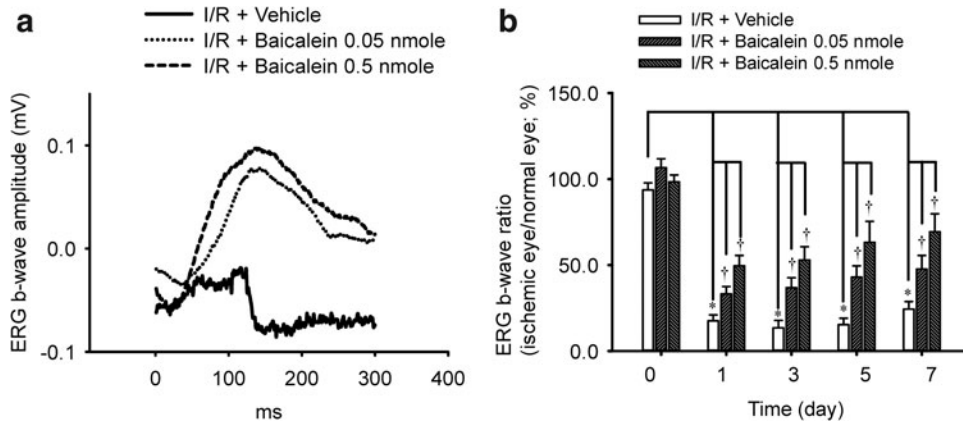 a
I/R + Vehicle
I/R + Baicalein 0.05 nmole
I/R + Baicalein 0.5 nmole
ERG b-wave amplitude (mV)
0.1
0.0
-0.1
0
100
200
300
400
ms
b
I/R + Vehicle
I/R + Baicalein 0.05 nmole
I/R + Baicalein 0.5 nmole
ERG b-wave ratio
(ischemic eye/normal eye; %)
150.0
100.0
50.0
0.0
* † †
* † †
* † †
* † †
0
1
3
5
7
Time (day)